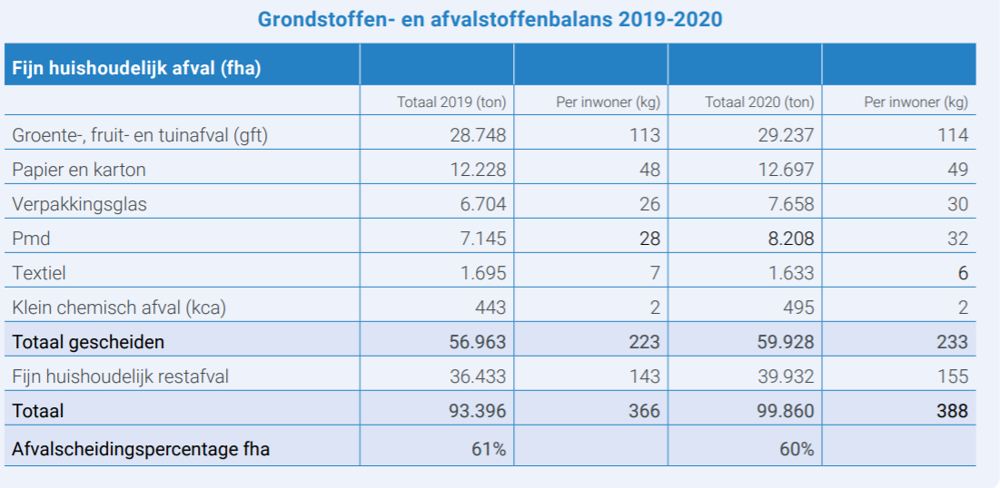 Grondstoffen- en afvalstoffenbalans 2019-2020
Fijn huishoudelijk afval (fha)
Totaal 2019 (ton) Per inwoner (kg) Totaal 2020 (ton) Per inwoner (kg)
Groente-, fruit- en tuinafval (gft) 28.748 113 29.237 114
Papier en karton 12.228 48 12.697 49
Verpakkingsglas 6.704 26 7.658 30
Pmd 7.145 28 8.208 32
Textiel 1.695 7 1.633 6
Klein chemisch afval (kca) 443 2 495 2
Totaal gescheiden 56.963 223 59.928 233
Fijn huishoudelijk restafval 36.433 143 39.932 155
Totaal 93.396 366 99.860 388
Afvalscheidingspercentage fha 61% 60%